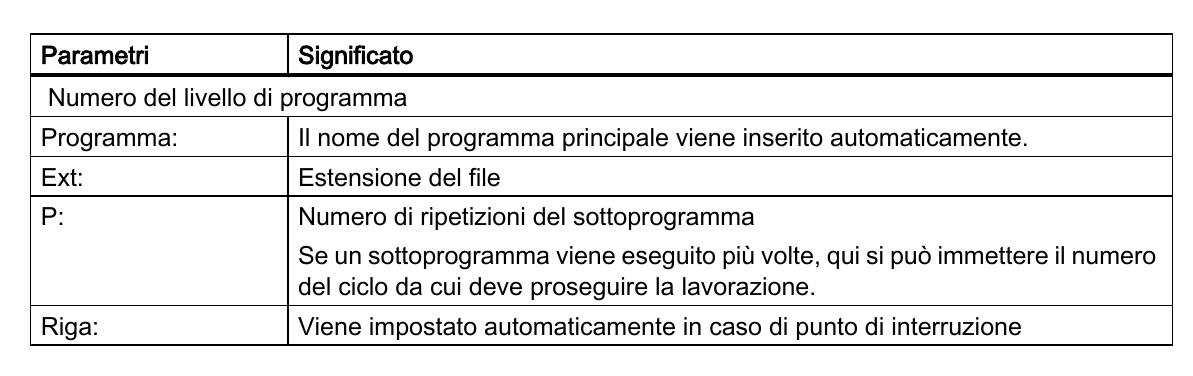 Parametri Significato
Numero del livello di programma
Programma: Il nome del programma principale viene inserito automaticamente.
Ext: Estensione del file
P: Numero di ripetizioni del sottoprogramma
Se un sottoprogramma viene eseguito più volte, qui si può immettere il numero
del ciclo da cui deve proseguire la lavorazione.
Riga: Viene impostato automaticamente in caso di punto di interruzione